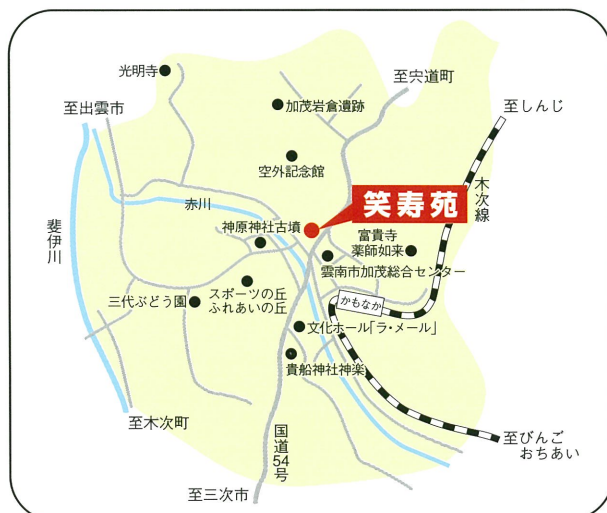 光明寺
至宍道町
至出雲市
加茂岩倉遺跡
至しんじ
空外記念館
木次線
赤川
笑寿苑
斐伊川
神原神社古墳
富貴寺
薬師如来
雲南市加茂総合センター
三代ぶどう園
スポーツの丘
ふれあいの丘
かもなか
文化ホール「ラ・メール」
貴船神社神楽
至木次町
国道54号
至びんご
おちあい
至三次市